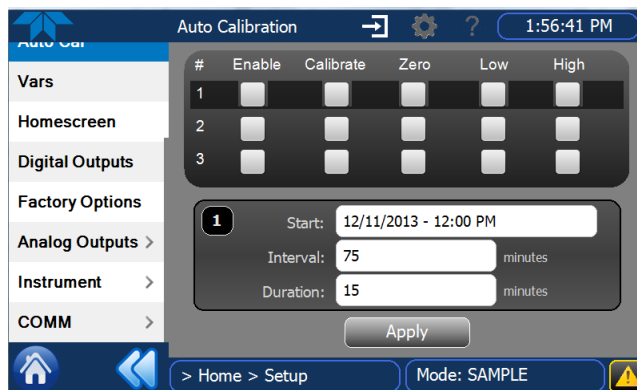 Auto Calibration ? 1:56:41 PM
Auto Cal
Vars
Homescreen
Digital Outputs
Factory Options
Analog Outputs >
Instrument >
COMM >
# Enable Calibrate Zero Low High
1
2
3
1 Start: 12/11/2013 - 12:00 PM
Interval: 75 minutes
Duration: 15 minutes
Apply
> Home > Setup Mode: SAMPLE